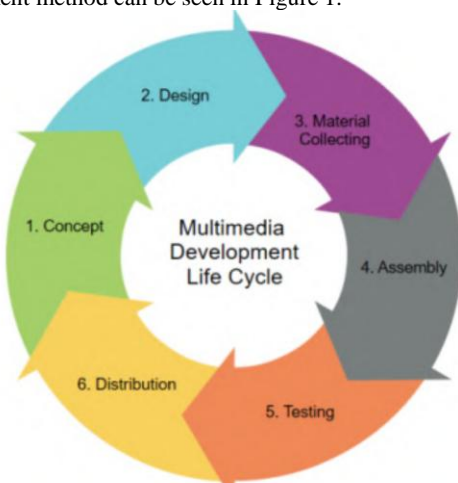 ent method can be seen in Figure 1.
2. Design
3. Material
Collecting
1. Concept
Multimedia
Development
Life Cycle
4. Assembly
6. Distribution
5. Testing